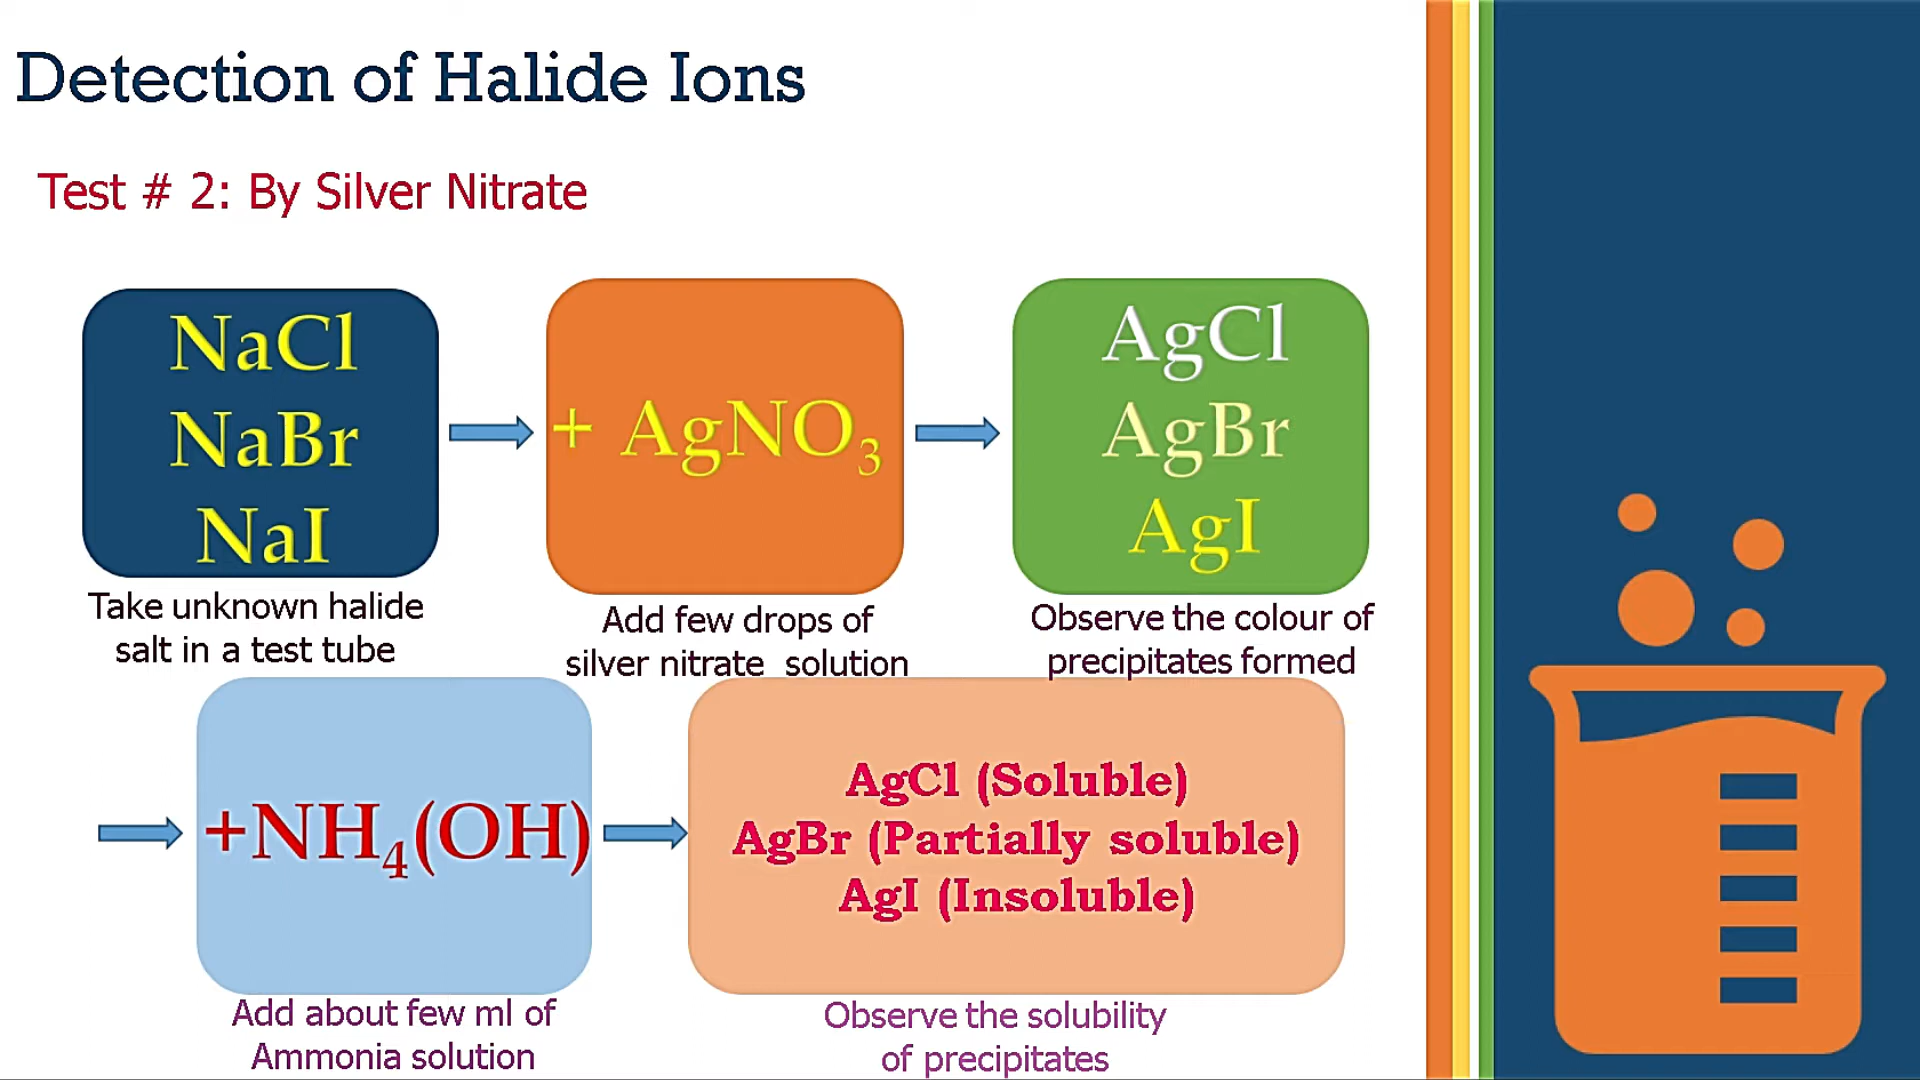 Detection of Halide Ions
Test # 2: By Silver Nitrate
NaCl
NaBr
NaI
Take unknown halide
salt in a test tube
+ AgNO₃
Add few drops of
silver nitrate solution
AgCl
AgBr
AgI
Observe the colour of
precipitates formed
+NH₄(OH)
Add about few ml of
Ammonia solution
AgCl (Soluble)
AgBr (Partially soluble)
AgI (Insoluble)
Observe the solubility
of precipitates